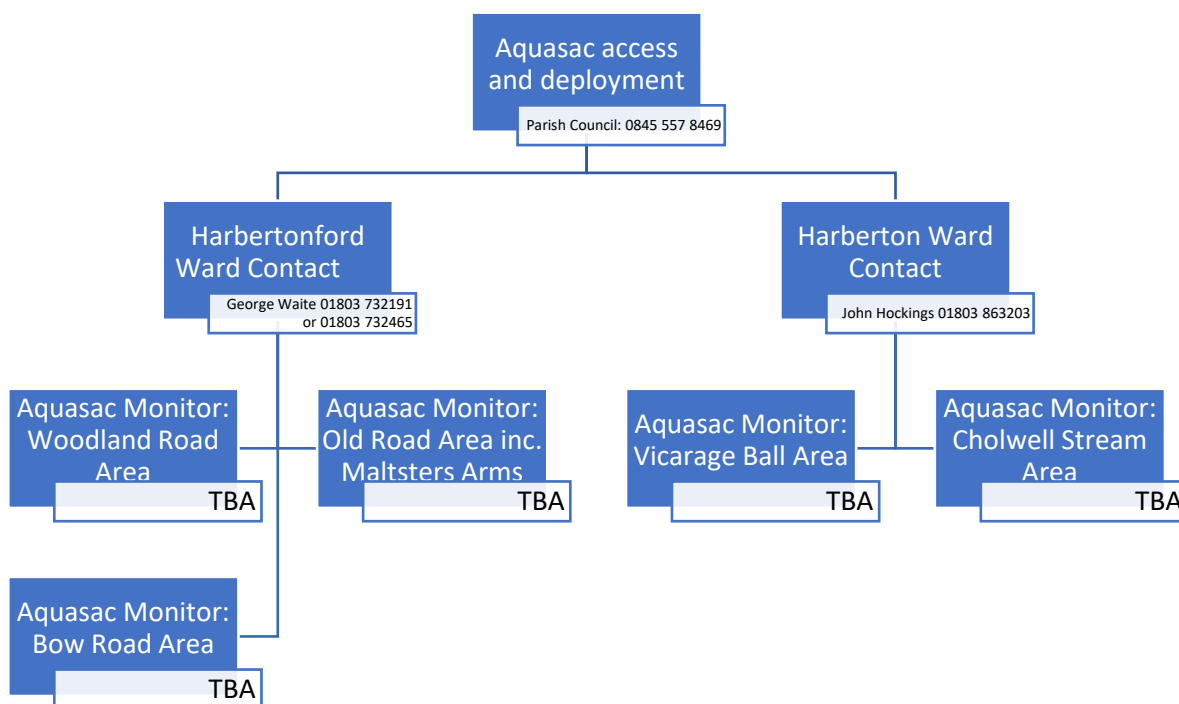 Aquasac access
and deployment
Parish Council: 0845 557 8469
Harbertonford
Ward Contact
George Waite 01803 732191
or 01803 732465
Harberton Ward
Contact
John Hockings 01803 863203
Aquasac Monitor:
Woodland Road
Area
TBA
Aquasac Monitor:
Old Road Area inc.
Maltsters Arms
TBA
Aquasac Monitor:
Vicarage Ball Area
TBA
Aquasac Monitor:
Cholwell Stream
Area
TBA
Aquasac Monitor:
Bow Road Area
TBA